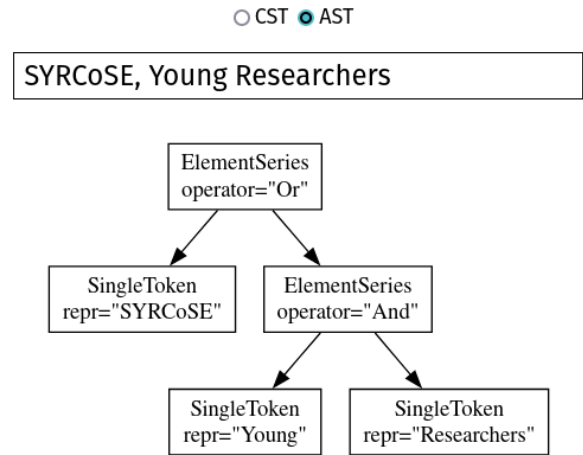 CST AST
SYRCoSE, Young Researchers
ElementSeries
operator="Or"
SingleToken
repr="SYRCoSE"
ElementSeries
operator="And"
SingleToken
repr="Young"
SingleToken
repr="Researchers"